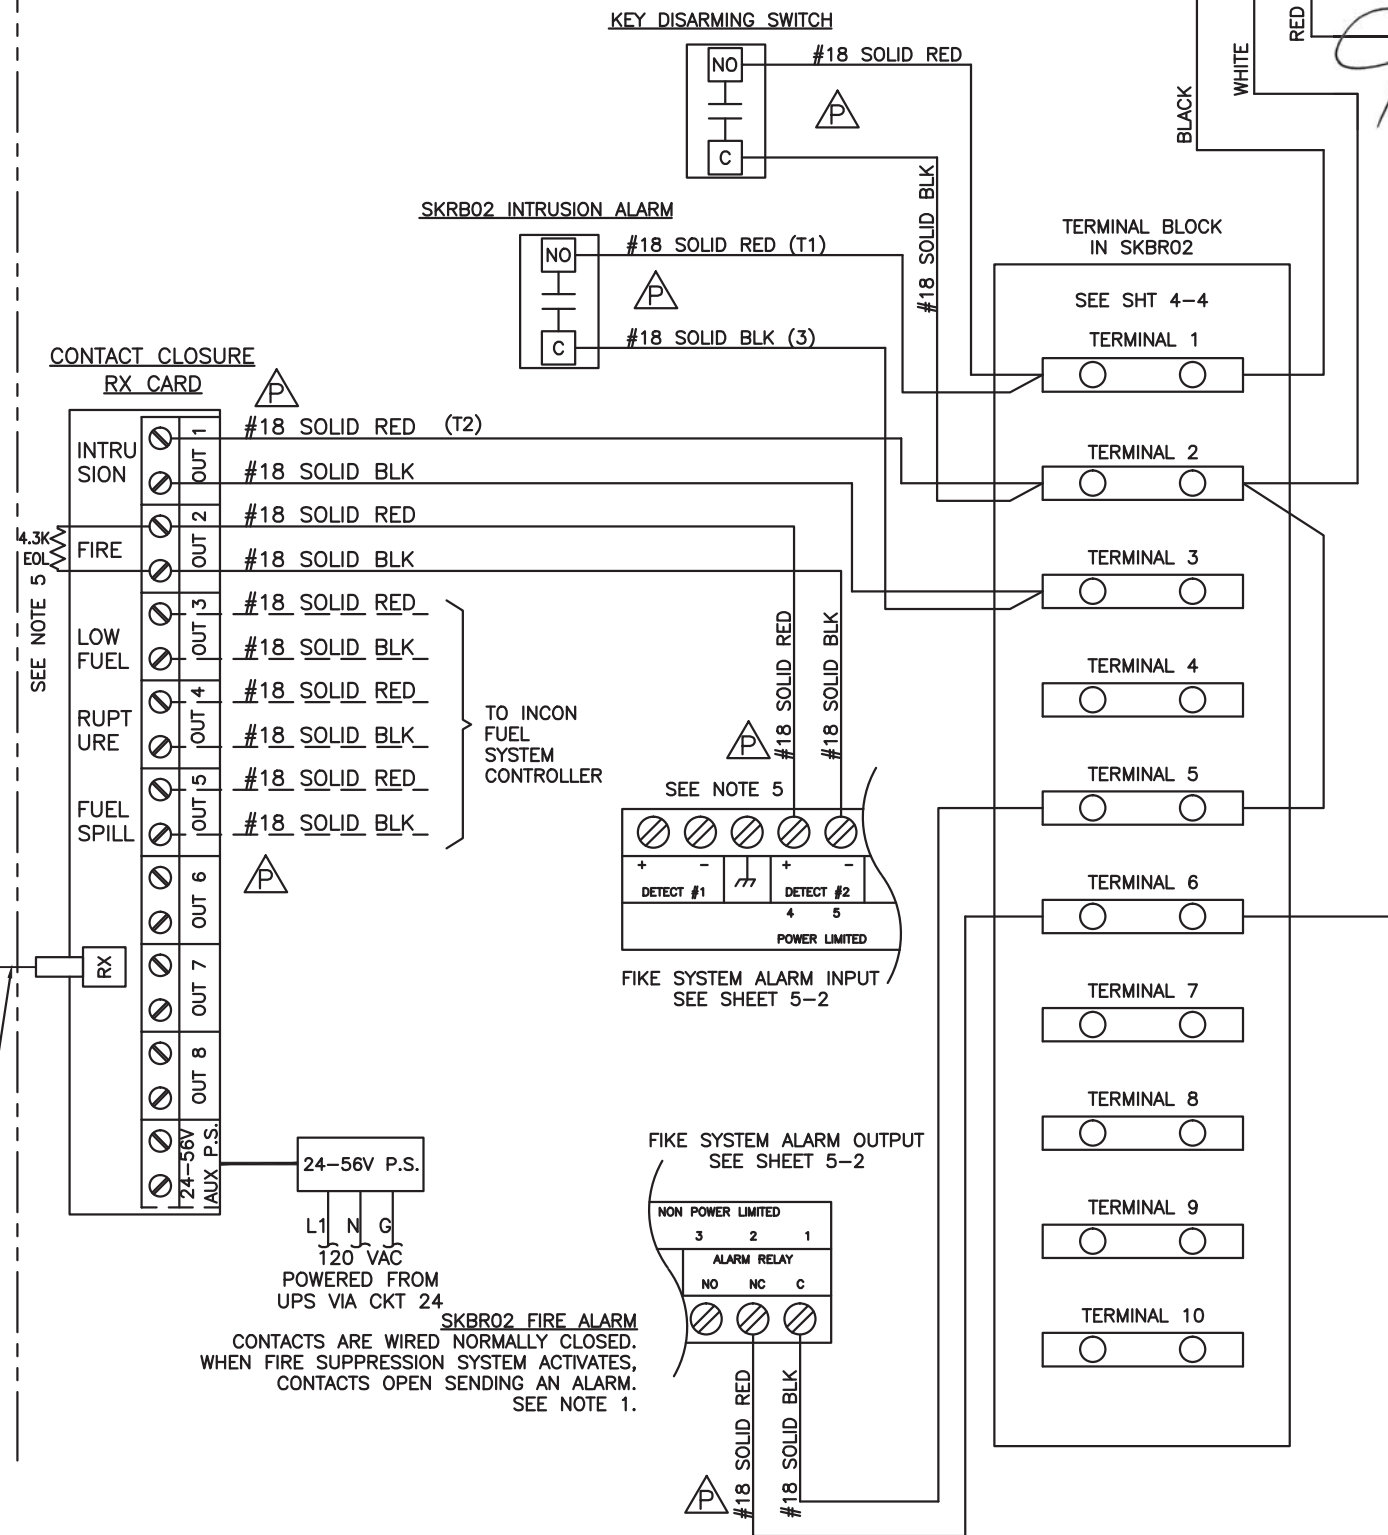 KEY DISARMING SWITCH
NO
C
#18 SOLID RED
P
#18 SOLID BLK
BLACK
WHITE
RED
SKRB02 INTRUSION ALARM
NO
C
#18 SOLID RED (T1)
P
#18 SOLID BLK (3)
TERMINAL BLOCK
IN SKBR02
SEE SHT 4-4
TERMINAL 1
TERMINAL 2
TERMINAL 3
TERMINAL 4
TERMINAL 5
TERMINAL 6
TERMINAL 7
TERMINAL 8
TERMINAL 9
TERMINAL 10
CONTACT CLOSURE
RX CARD
P
INTRU
SION
OUT 1
#18 SOLID RED (T2)
#18 SOLID BLK
4.3K
EOL
SEE NOTE 5
FIRE
OUT 2
#18 SOLID RED
#18 SOLID BLK
LOW
FUEL
OUT 3
#18 SOLID RED
#18 SOLID BLK
RUPT
URE
OUT 4
#18 SOLID RED
#18 SOLID BLK
FUEL
SPILL
OUT 5
#18 SOLID RED
#18 SOLID BLK
P
TO INCON
FUEL
SYSTEM
CONTROLLER
OUT 6
RX
OUT 7
OUT 8
24-56V
AUX P.S.
24-56V P.S.
L1 N G
120 VAC
POWERED FROM
UPS VIA CKT 24
#18 SOLID RED
#18 SOLID BLK
P
SEE NOTE 5
+ - + -
DETECT #1 DETECT #2
4 5
POWER LIMITED
FIKE SYSTEM ALARM INPUT
SEE SHEET 5-2
FIKE SYSTEM ALARM OUTPUT
SEE SHEET 5-2
NON POWER LIMITED
3 2 1
ALARM RELAY
NO NC C
SKBR02 FIRE ALARM
CONTACTS ARE WIRED NORMALLY CLOSED.
WHEN FIRE SUPPRESSION SYSTEM ACTIVATES,
CONTACTS OPEN SENDING AN ALARM.
SEE NOTE 1.
#18 SOLID RED
#18 SOLID BLK
P